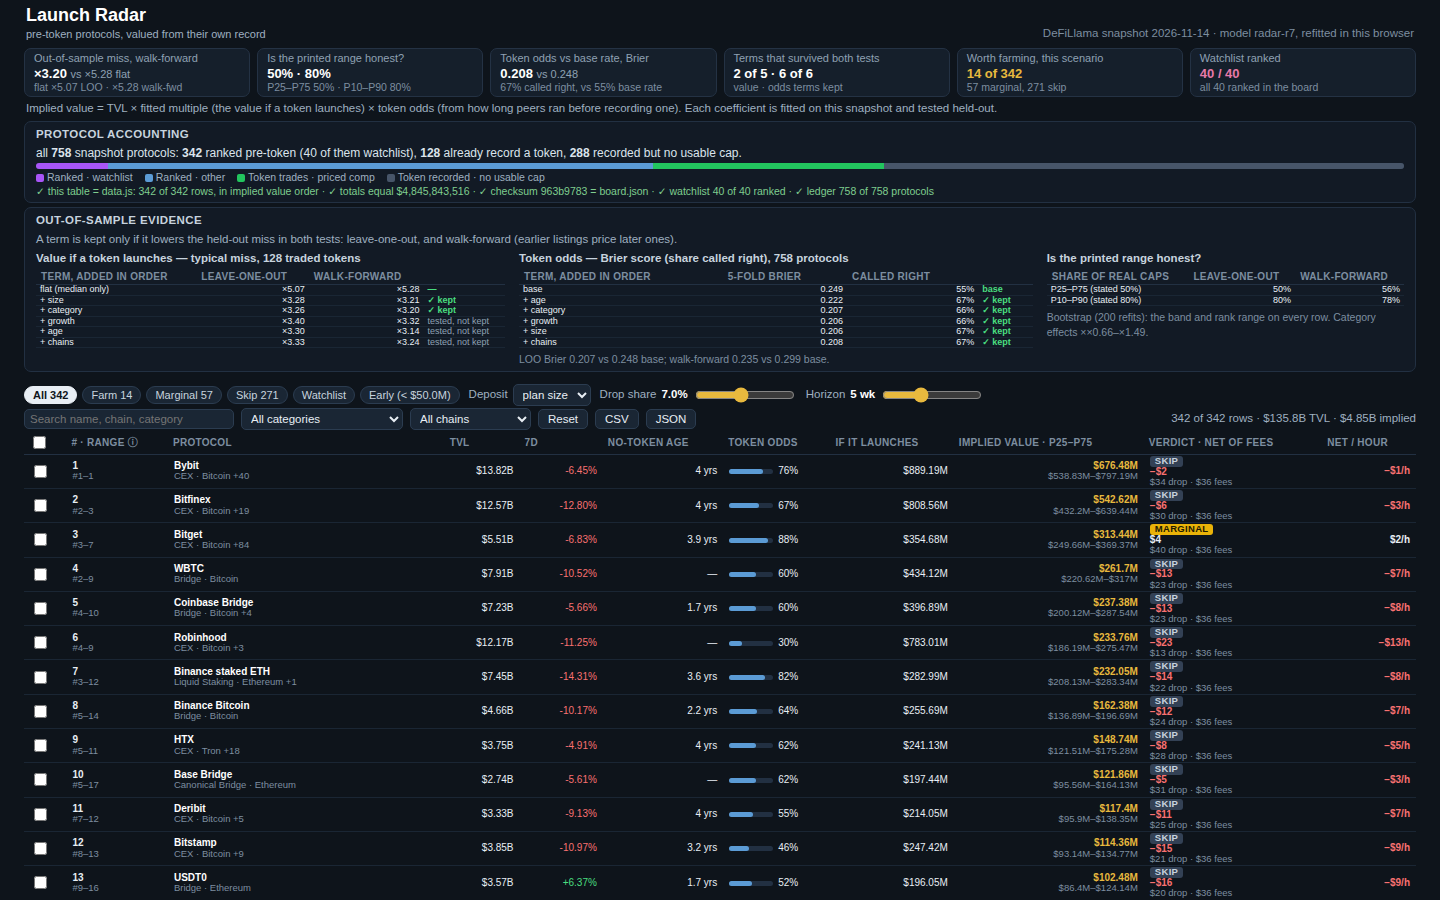 Launch Radar
pre-token protocols, valued from their own record
DeFiLlama snapshot 2026-11-14 · model radar-r7, refitted in this browser
Out-of-sample miss, walk-forward
×3.20 vs ×5.28 flat
flat ×5.07 LOO · ×5.28 walk-fwd
Is the printed range honest?
50% · 80%
P25–P75 50% · P10–P90 80%
Token odds vs base rate, Brier
0.208 vs 0.248
67% called right, vs 55% base rate
Terms that survived both tests
2 of 5 · 6 of 6
value · odds terms kept
Worth farming, this scenario
14 of 342
57 marginal, 271 skip
Watchlist ranked
40 / 40
all 40 ranked in the board
Implied value = TVL × fitted multiple (the value if a token launches) × token odds (from how long peers ran before recording one). Each coefficient is fitted on this snapshot and tested held-out.
PROTOCOL ACCOUNTING
all 758 snapshot protocols: 342 ranked pre-token (40 of them watchlist), 128 already record a token, 288 recorded but no usable cap.
Ranked · watchlist Ranked · other Token trades · priced comp Token recorded · no usable cap
✓ this table = data.js: 342 of 342 rows, in implied value order · ✓ totals equal $4,845,843,516 · ✓ checksum 963b9783 = board.json · ✓ watchlist 40 of 40 ranked · ✓ ledger 758 of 758 protocols
OUT-OF-SAMPLE EVIDENCE
A term is kept only if it lowers the held-out miss in both tests: leave-one-out, and walk-forward (earlier listings price later ones).
Value if a token launches — typical miss, 128 traded tokens
TERM, ADDED IN ORDER LEAVE-ONE-OUT WALK-FORWARD
flat (median only) ×5.07 ×5.28 —
+ size ×3.28 ×3.21 ✓ kept
+ category ×3.26 ×3.20 ✓ kept
+ growth ×3.40 ×3.32 tested, not kept
+ age ×3.30 ×3.14 tested, not kept
+ chains ×3.33 ×3.24 tested, not kept
Token odds — Brier score (share called right), 758 protocols
TERM, ADDED IN ORDER 5-FOLD BRIER CALLED RIGHT
base 0.249 55% base
+ age 0.222 67% ✓ kept
+ category 0.207 66% ✓ kept
+ growth 0.206 66% ✓ kept
+ size 0.206 67% ✓ kept
+ chains 0.208 67% ✓ kept
LOO Brier 0.207 vs 0.248 base; walk-forward 0.235 vs 0.299 base.
Is the printed range honest?
SHARE OF REAL CAPS LEAVE-ONE-OUT WALK-FORWARD
P25–P75 (stated 50%) 50% 56%
P10–P90 (stated 80%) 80% 78%
Bootstrap (200 refits): the band and rank range on every row. Category
effects ××0.66–×1.49.
All 342 Farm 14 Marginal 57 Skip 271 Watchlist Early (< $50.0M) Deposit plan size Drop share 7.0% Horizon 5 wk
Search name, chain, category All categories All chains Reset CSV JSON 342 of 342 rows · $135.8B TVL · $4.85B implied
# · RANGE ⓘ PROTOCOL TVL 7D NO-TOKEN AGE TOKEN ODDS IF IT LAUNCHES IMPLIED VALUE · P25–P75 VERDICT · NET OF FEES NET / HOUR
1 Bybit $13.82B -6.45% 4 yrs 76% $889.19M $676.48M SKIP −$2 −$1/h
#1–1 CEX · Bitcoin +40 $538.83M–$797.19M $34 drop · $36 fees
2 Bitfinex $12.57B -12.80% 4 yrs 67% $808.56M $542.62M SKIP −$6 −$3/h
#2–3 CEX · Bitcoin +19 $432.2M–$639.44M $30 drop · $36 fees
3 Bitget $5.51B -6.83% 3.9 yrs 88% $354.68M $313.44M MARGINAL $4 $2/h
#3–7 CEX · Bitcoin +84 $249.66M–$369.37M $40 drop · $36 fees
4 WBTC $7.91B -10.52% — 60% $434.12M $261.7M SKIP −$13 −$7/h
#2–9 Bridge · Bitcoin $220.62M–$317M $23 drop · $36 fees
5 Coinbase Bridge $7.23B -5.66% 1.7 yrs 60% $396.89M $237.38M SKIP −$13 −$8/h
#4–10 Bridge · Bitcoin +4 $200.12M–$287.54M $23 drop · $36 fees
6 Robinhood $12.17B -11.25% — 30% $783.01M $233.76M SKIP −$23 −$13/h
#4–9 CEX · Bitcoin +3 $186.19M–$275.47M $13 drop · $36 fees
7 Binance staked ETH $7.45B -14.31% 3.6 yrs 82% $282.99M $232.05M SKIP −$14 −$8/h
#3–12 Liquid Staking · Ethereum +1 $208.13M–$283.34M $22 drop · $36 fees
8 Binance Bitcoin $4.66B -10.17% 2.2 yrs 64% $255.69M $162.38M SKIP −$12 −$7/h
#5–14 Bridge · Bitcoin $136.89M–$196.69M $24 drop · $36 fees
9 HTX $3.75B -4.91% 4 yrs 62% $241.13M $148.74M SKIP −$8 −$5/h
#5–11 CEX · Tron +18 $121.51M–$175.28M $28 drop · $36 fees
10 Base Bridge $2.74B -5.61% — 62% $197.44M $121.86M SKIP −$5 −$3/h
#5–17 Canonical Bridge · Ethereum $95.56M–$164.13M $31 drop · $36 fees
11 Deribit $3.33B -9.13% 4 yrs 55% $214.05M $117.4M SKIP −$11 −$7/h
#7–12 CEX · Bitcoin +5 $95.9M–$138.35M $25 drop · $36 fees
12 Bitstamp $3.85B -10.97% 3.2 yrs 46% $247.42M $114.36M SKIP −$15 −$9/h
#8–13 CEX · Bitcoin +9 $93.14M–$134.77M $21 drop · $36 fees
13 USDT0 $3.57B +6.37% 1.7 yrs 52% $196.05M $102.48M SKIP −$16 −$9/h
#9–16 Bridge · Ethereum $86.4M–$124.14M $20 drop · $36 fees